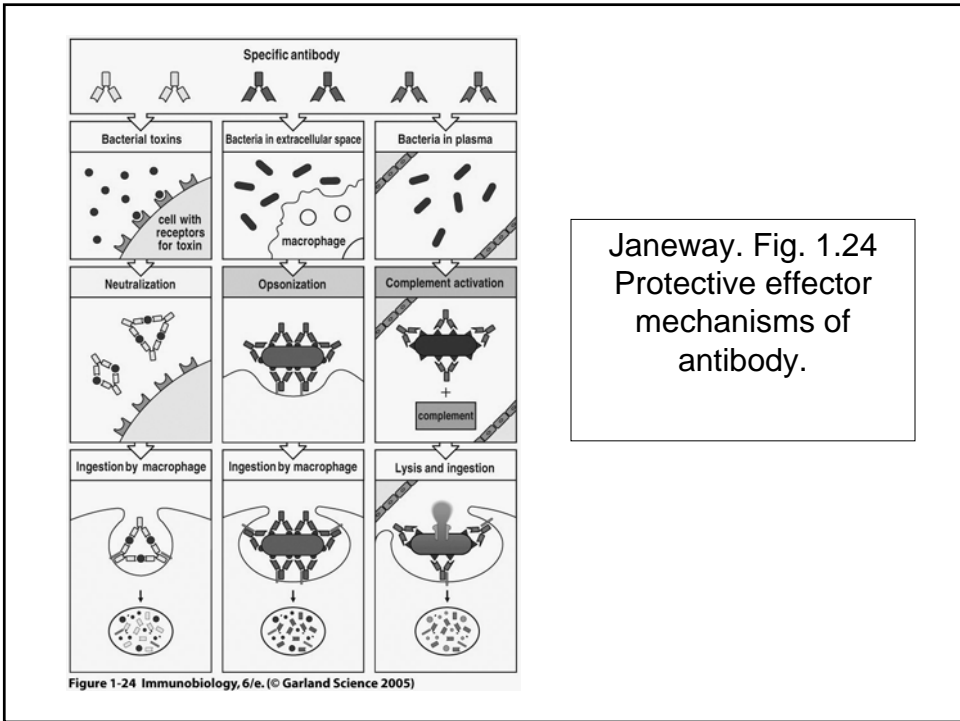 Specific antibody
Bacterial toxins
Bacteria in extracellular space
Bacteria in plasma
cell with
receptors
for toxin
macrophage
Neutralization
Opsonization
Complement activation
+
complement
Ingestion by macrophage
Ingestion by macrophage
Lysis and ingestion
Figure 1-24 Immunobiology, 6/e. (© Garland Science 2005)
Janeway. Fig. 1.24
Protective effector
mechanisms of
antibody.